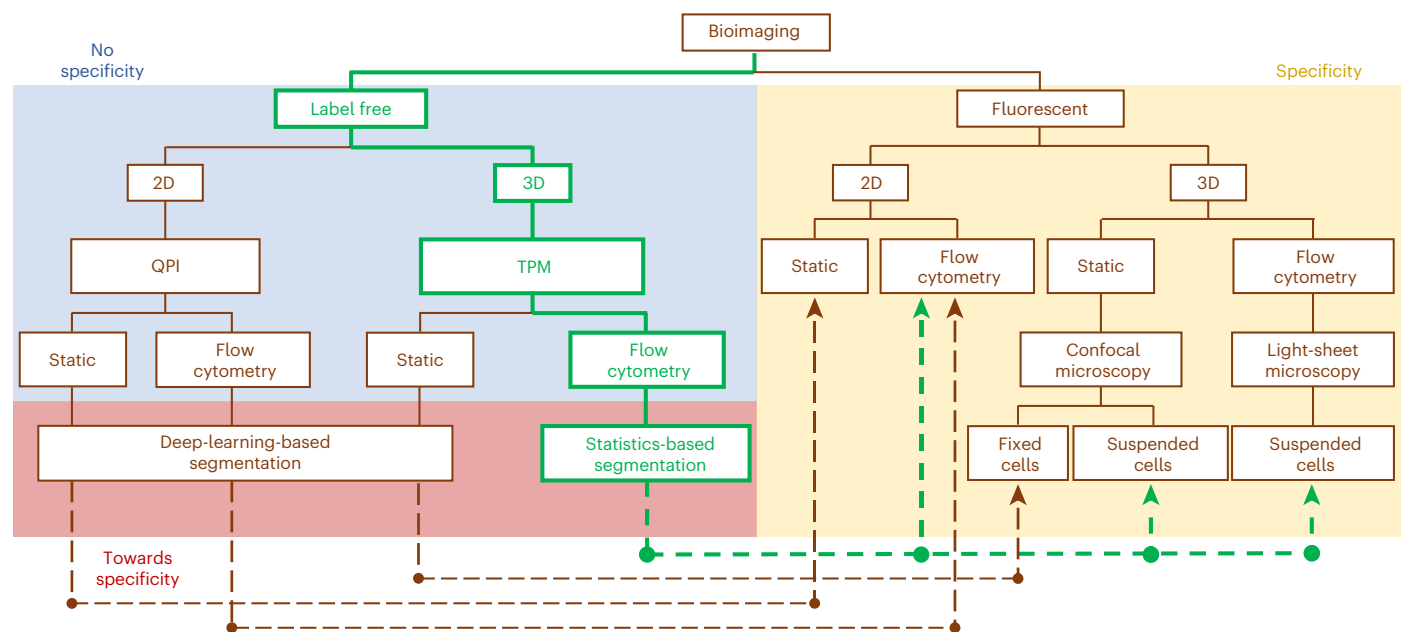 Bioimaging
No
specificity
Specificity
Label free
Fluorescent
2D
3D
2D
3D
QPI
TPM
Static
Flow
cytometry
Static
Flow
cytometry
Static
Flow
cytometry
Static
Flow
cytometry
Confocal
microscopy
Light-sheet
microscopy
Deep-learning-based
segmentation
Statistics-based
segmentation
Fixed
cells
Suspended
cells
Suspended
cells
Towards
specificity